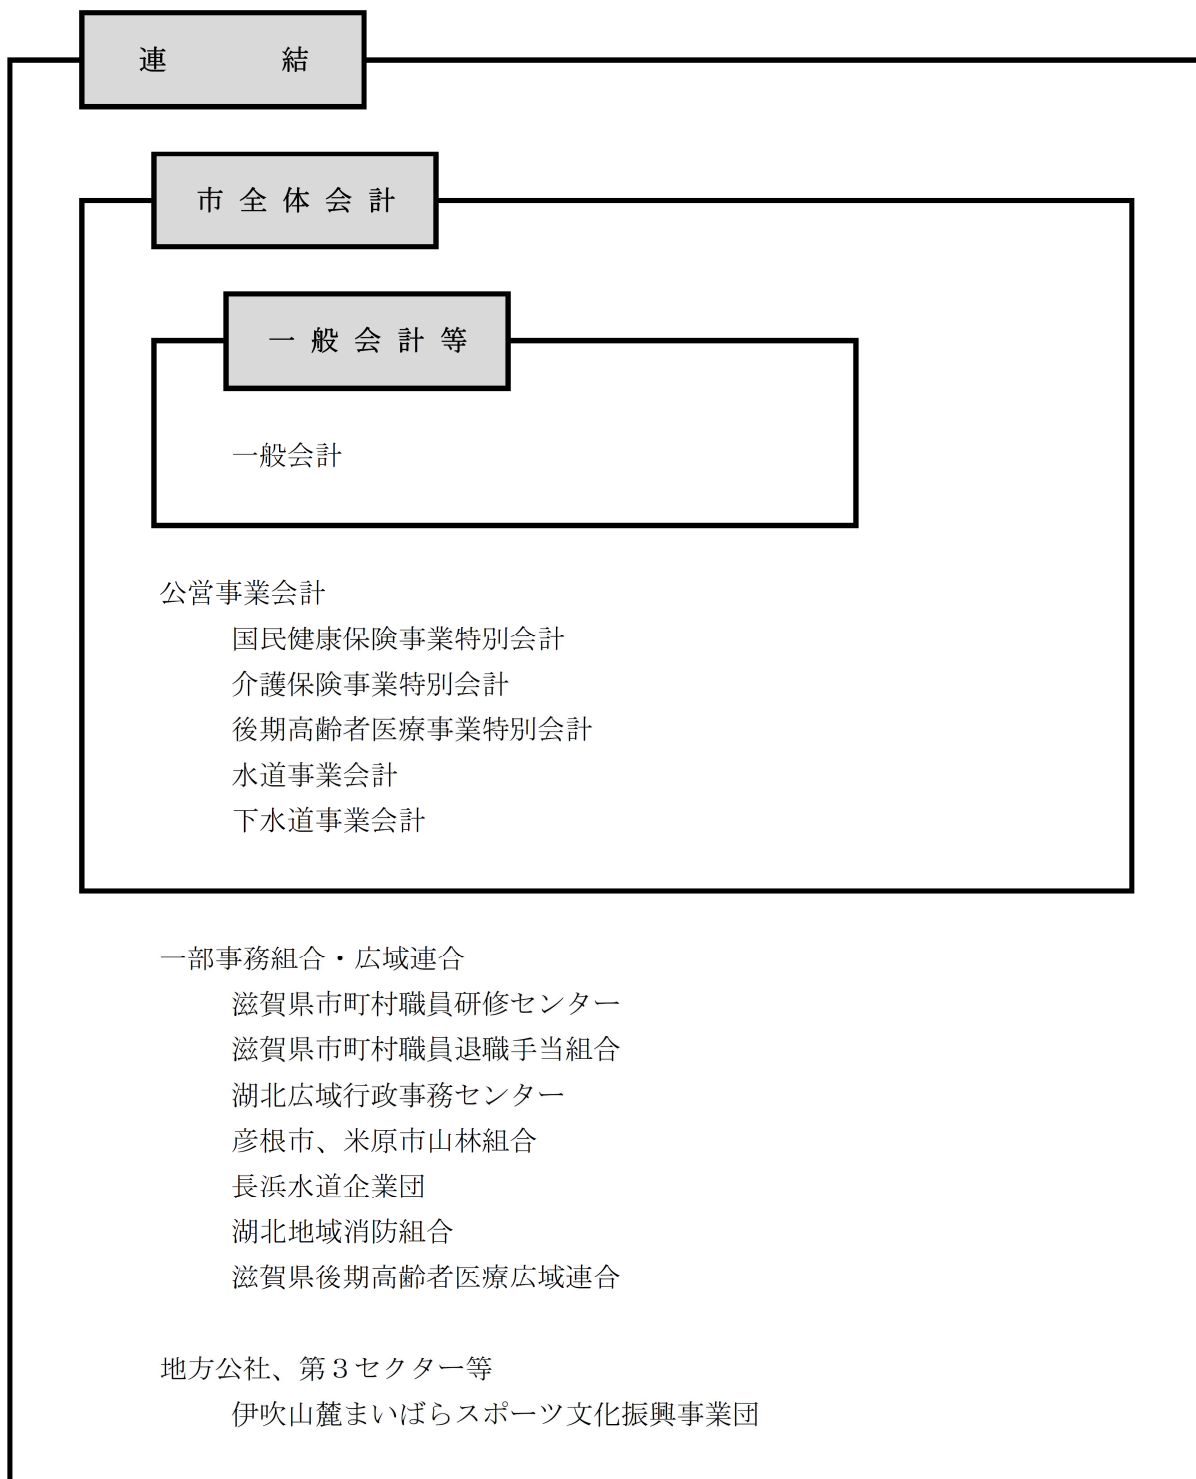 連結
市全体会計
一般会計等
一般会計
公営事業会計
国民健康保険事業特別会計
介護保険事業特別会計
後期高齢者医療事業特別会計
水道事業会計
下水道事業会計
一部事務組合・広域連合
滋賀県市町村職員研修センター
滋賀県市町村職員退職手当組合
湖北広域行政事務センター
彦根市、米原市山林組合
長浜水道企業団
湖北地域消防組合
滋賀県後期高齢者医療広域連合
地方公社、第３セクター等
伊吹山麓まいばらスポーツ文化振興事業団